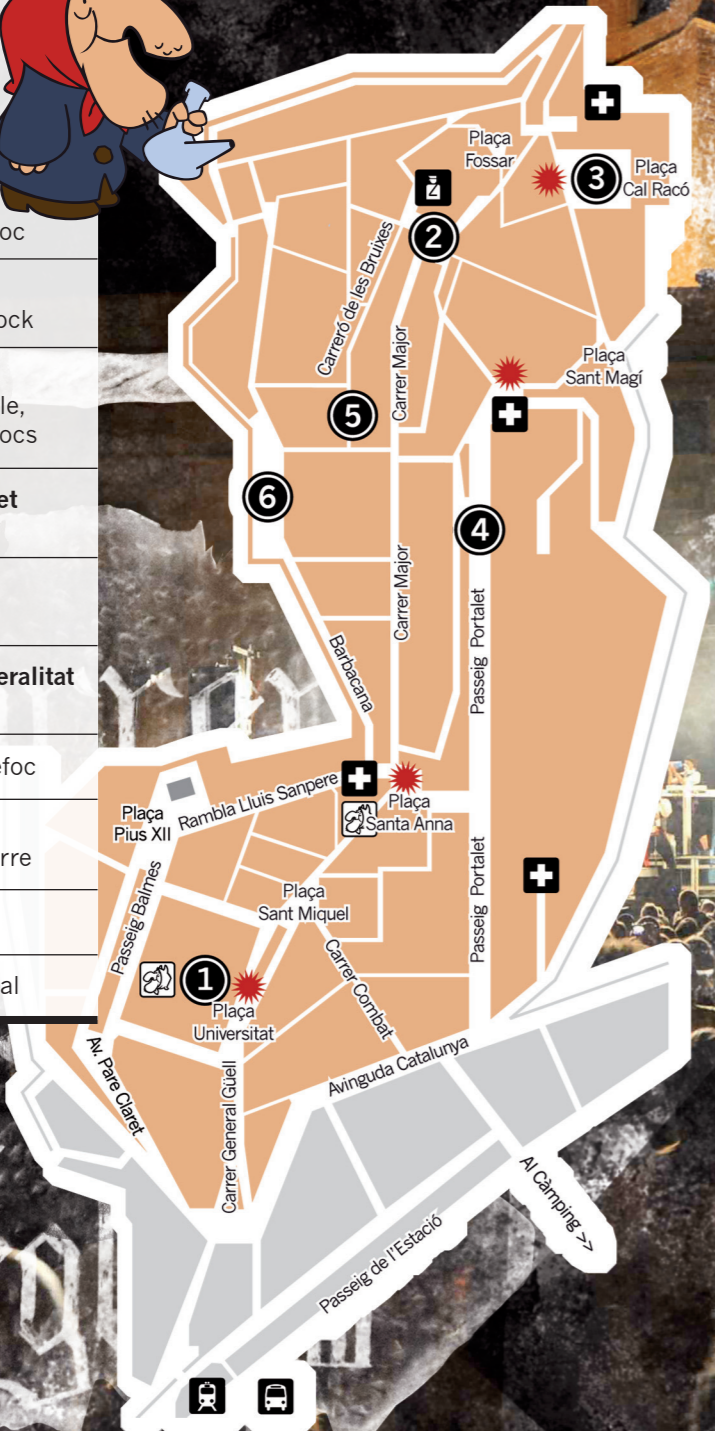 oc
ock
le,
ocs
et
eralitat
efoc
rre
al
Plaça
Fossar
3
Plaça
Cal Racó
2
Carreró de les Bruixes
Carrer Major
Plaça
Sant Magí
5
6
4
Carrer Major
Passeig Portalet
Barbacana
Rambla Lluis Sanpere
Plaça
Santa Anna
Plaça
Pius XII
Passeig Balmes
Plaça
Sant Miquel
Passeig Portalet
1
Plaça
Universitat
Carrer Combat
Av. Pare Claret
Carrer General Güell
Avinguda Catalunya
Al Càmping >>
Passeig de l'Estació